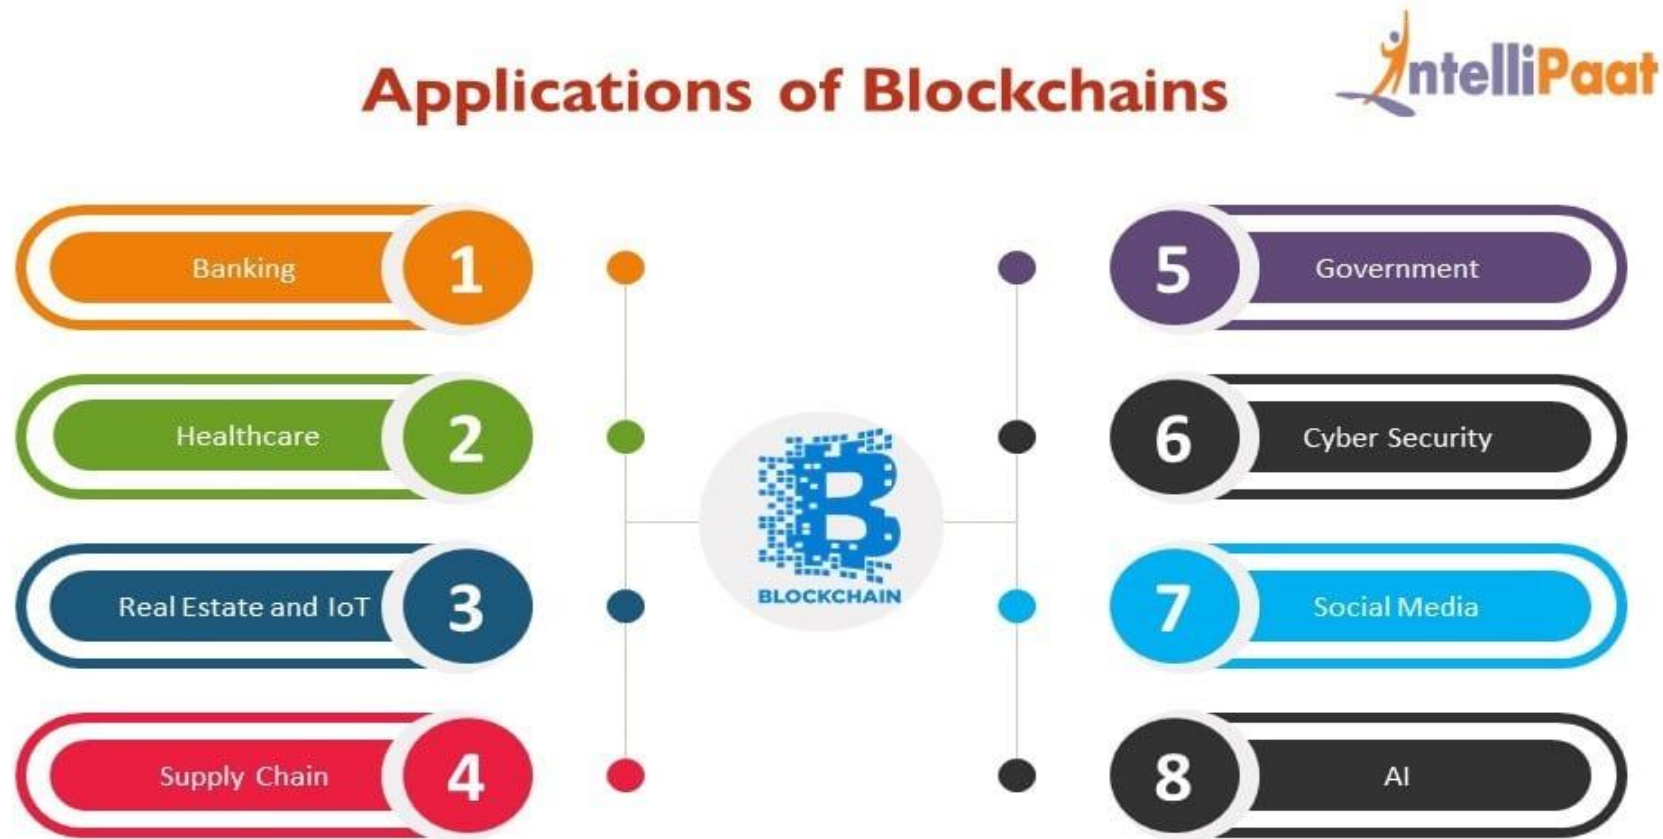 Applications of Blockchains
IntelliPaat
Banking
1
Healthcare
2
Real Estate and IoT
3
Supply Chain
4
BLOCKCHAIN
5
Government
6
Cyber Security
7
Social Media
8
AI